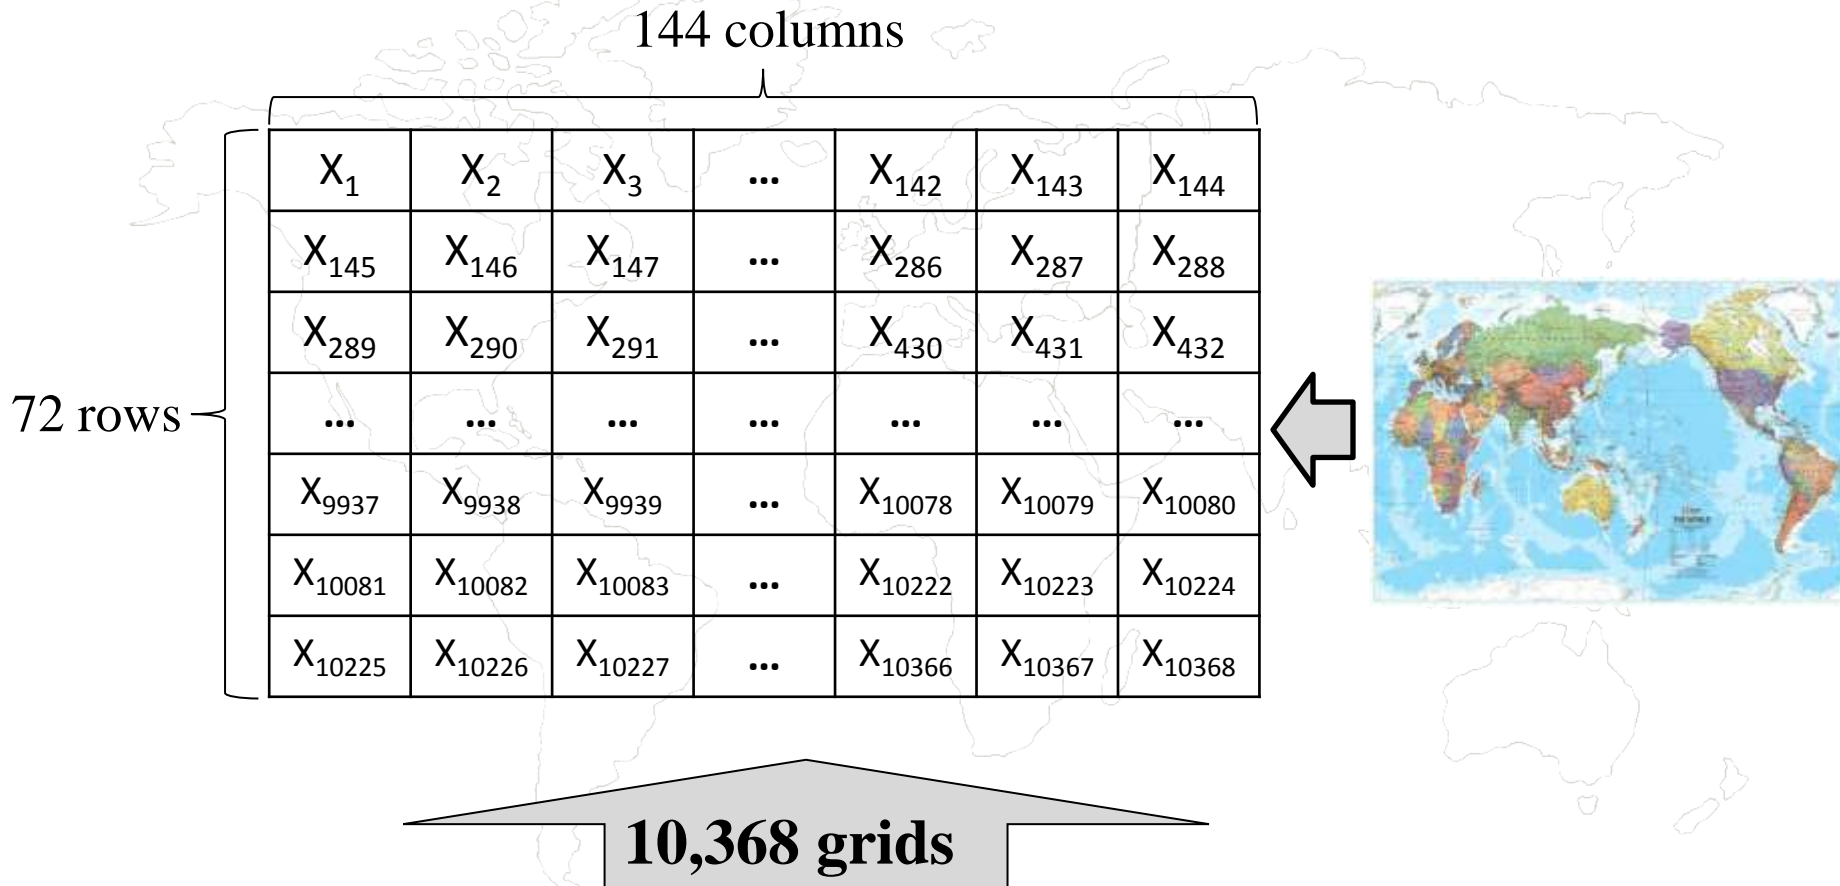 144 columns
X1 X2 X3 ... X142 X143 X144
X145 X146 X147 ... X286 X287 X288
X289 X290 X291 ... X430 X431 X432
72 rows
... ... ... ... ... ... ...
X9937 X9938 X9939 ... X10078 X10079 X10080
X10081 X10082 X10083 ... X10222 X10223 X10224
X10225 X10226 X10227 ... X10366 X10367 X10368
10,368 grids